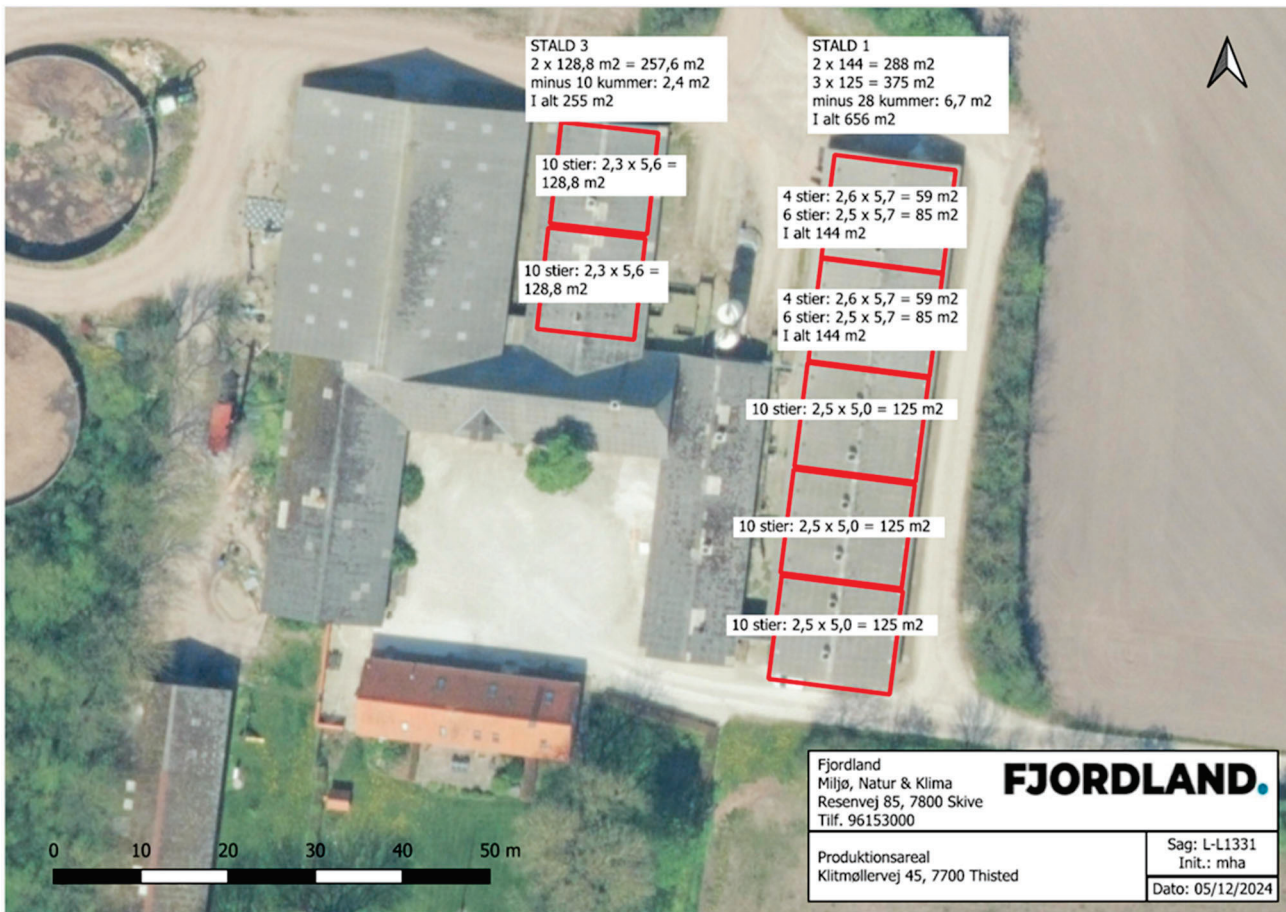 STALD 3
2 x 128,8 m2 = 257,6 m2
minus 10 kummer: 2,4 m2
I alt 255 m2
STALD 1
2 x 144 = 288 m2
3 x 125 = 375 m2
minus 28 kummer: 6,7 m2
I alt 656 m2
10 stier: 2,3 x 5,6 =
128,8 m2
4 stier: 2,6 x 5,7 = 59 m2
6 stier: 2,5 x 5,7 = 85 m2
I alt 144 m2
10 stier: 2,3 x 5,6 =
128,8 m2
4 stier: 2,6 x 5,7 = 59 m2
6 stier: 2,5 x 5,7 = 85 m2
I alt 144 m2
10 stier: 2,5 x 5,0 = 125 m2
10 stier: 2,5 x 5,0 = 125 m2
10 stier: 2,5 x 5,0 = 125 m2
0 10 20 30 40 50 m
Fjordland
Miljø, Natur & Klima
Resenvej 85, 7800 Skive
Tlf. 96153000
FJORDLAND.
Produktionsareal
Klitmøllervej 45, 7700 Thisted
Sag: L-L1331
Init.: mha
Dato: 05/12/2024